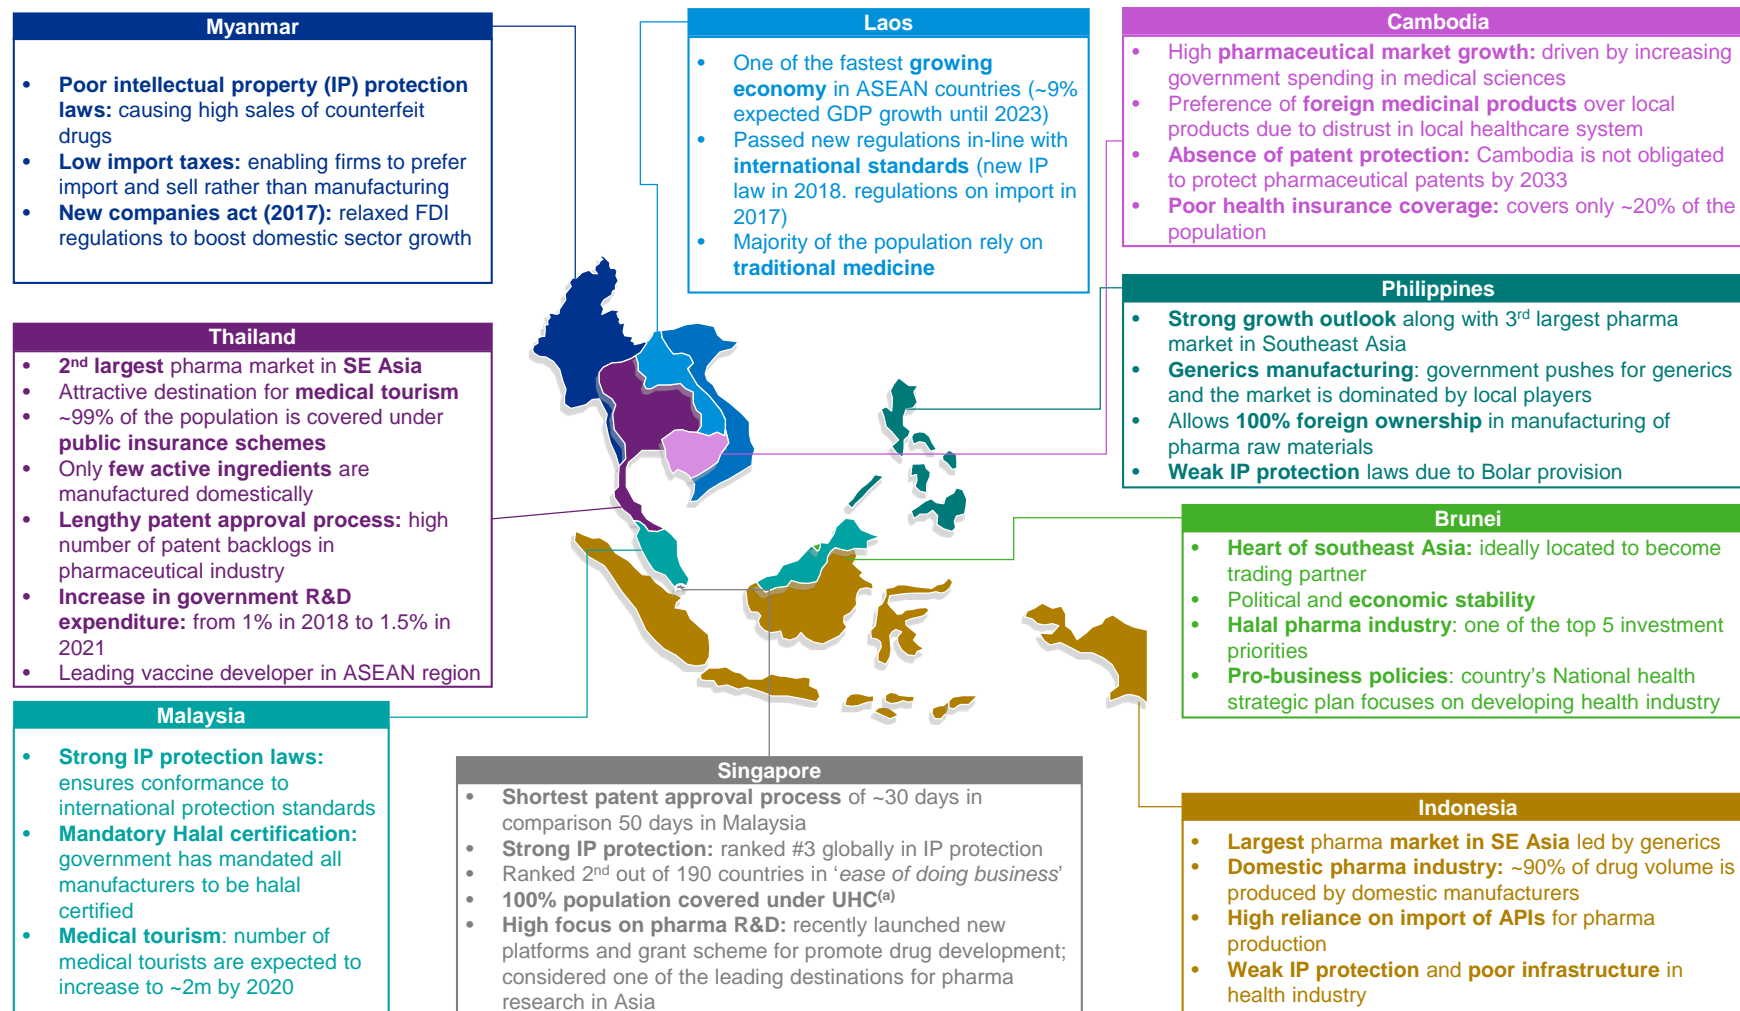 Myanmar
• Poor intellectual property (IP) protection
laws: causing high sales of counterfeit
drugs
• Low import taxes: enabling firms to prefer
import and sell rather than manufacturing
• New companies act (2017): relaxed FDI
regulations to boost domestic sector growth
Laos
• One of the fastest growing
economy in ASEAN countries (~9%
expected GDP growth until 2023)
• Passed new regulations in-line with
international standards (new IP
law in 2018. regulations on import in
2017)
• Majority of the population rely on
traditional medicine
Cambodia
• High pharmaceutical market growth: driven by increasing
government spending in medical sciences
• Preference of foreign medicinal products over local
products due to distrust in local healthcare system
• Absence of patent protection: Cambodia is not obligated
to protect pharmaceutical patents by 2033
• Poor health insurance coverage: covers only ~20% of the
population
Thailand
• 2nd largest pharma market in SE Asia
• Attractive destination for medical tourism
• ~99% of the population is covered under
public insurance schemes
• Only few active ingredients are
manufactured domestically
• Lengthy patent approval process: high
number of patent backlogs in
pharmaceutical industry
• Increase in government R&D
expenditure: from 1% in 2018 to 1.5% in
2021
• Leading vaccine developer in ASEAN region
Philippines
• Strong growth outlook along with 3rd largest pharma
market in Southeast Asia
• Generics manufacturing: government pushes for generics
and the market is dominated by local players
• Allows 100% foreign ownership in manufacturing of
pharma raw materials
• Weak IP protection laws due to Bolar provision
Brunei
• Heart of southeast Asia: ideally located to become
trading partner
• Political and economic stability
• Halal pharma industry: one of the top 5 investment
priorities
• Pro-business policies: country's National health
strategic plan focuses on developing health industry
Malaysia
• Strong IP protection laws:
ensures conformance to
international protection standards
• Mandatory Halal certification:
government has mandated all
manufacturers to be halal
certified
• Medical tourism: number of
medical tourists are expected to
increase to ~2m by 2020
Singapore
• Shortest patent approval process of ~30 days in
comparison 50 days in Malaysia
• Strong IP protection: ranked #3 globally in IP protection
• Ranked 2nd out of 190 countries in 'ease of doing business'
• 100% population covered under UHC(a)
• High focus on pharma R&D: recently launched new
platforms and grant scheme for promote drug development;
considered one of the leading destinations for pharma
research in Asia
Indonesia
• Largest pharma market in SE Asia led by generics
• Domestic pharma industry: ~90% of drug volume is
produced by domestic manufacturers
• High reliance on import of APIs for pharma
production
• Weak IP protection and poor infrastructure in
health industry